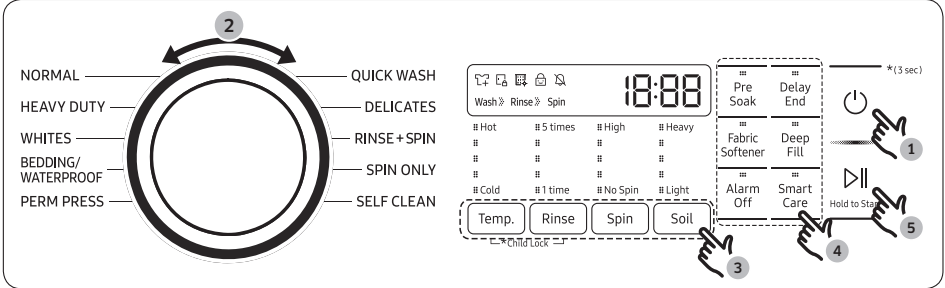 2
NORMAL
HEAVY DUTY
WHITES
BEDDING/
WATERPROOF
PERM PRESS
QUICK WASH
DELICATES
RINSE+SPIN
SPIN ONLY
SELF CLEAN
Wash» Rinse» Spin
18:88
Hot 5 times High Heavy
Cold 1 time No Spin Light
Temp. Rinse Spin Soil
*Child Lock
3
Pre
Soak
Delay
End
Fabric
Softener
Deep
Fill
Alarm
Off
Smart
Care
4
*(3 sec)
1
Hold to Start
5